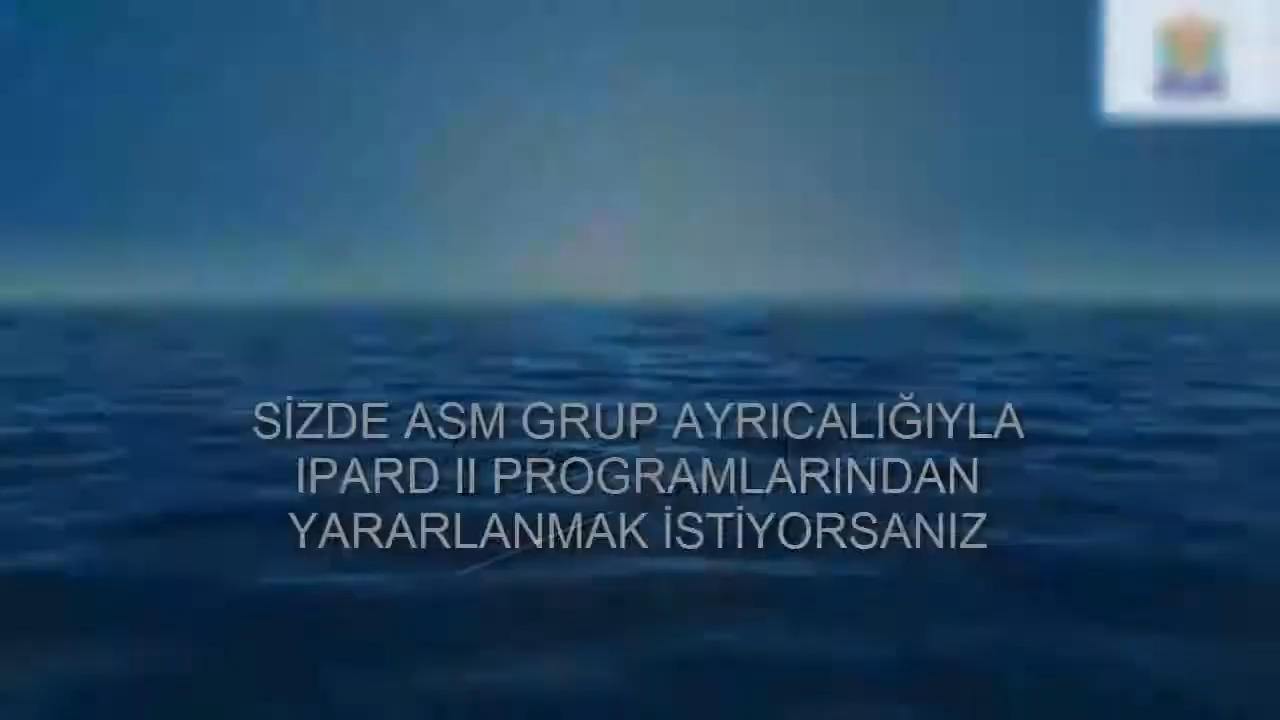 SİZDE ASM GRUP AYRICALIĞIYLA
IPARD II PROGRAMLARINDAN
YARARLANMAK İSTİYORSANIZ